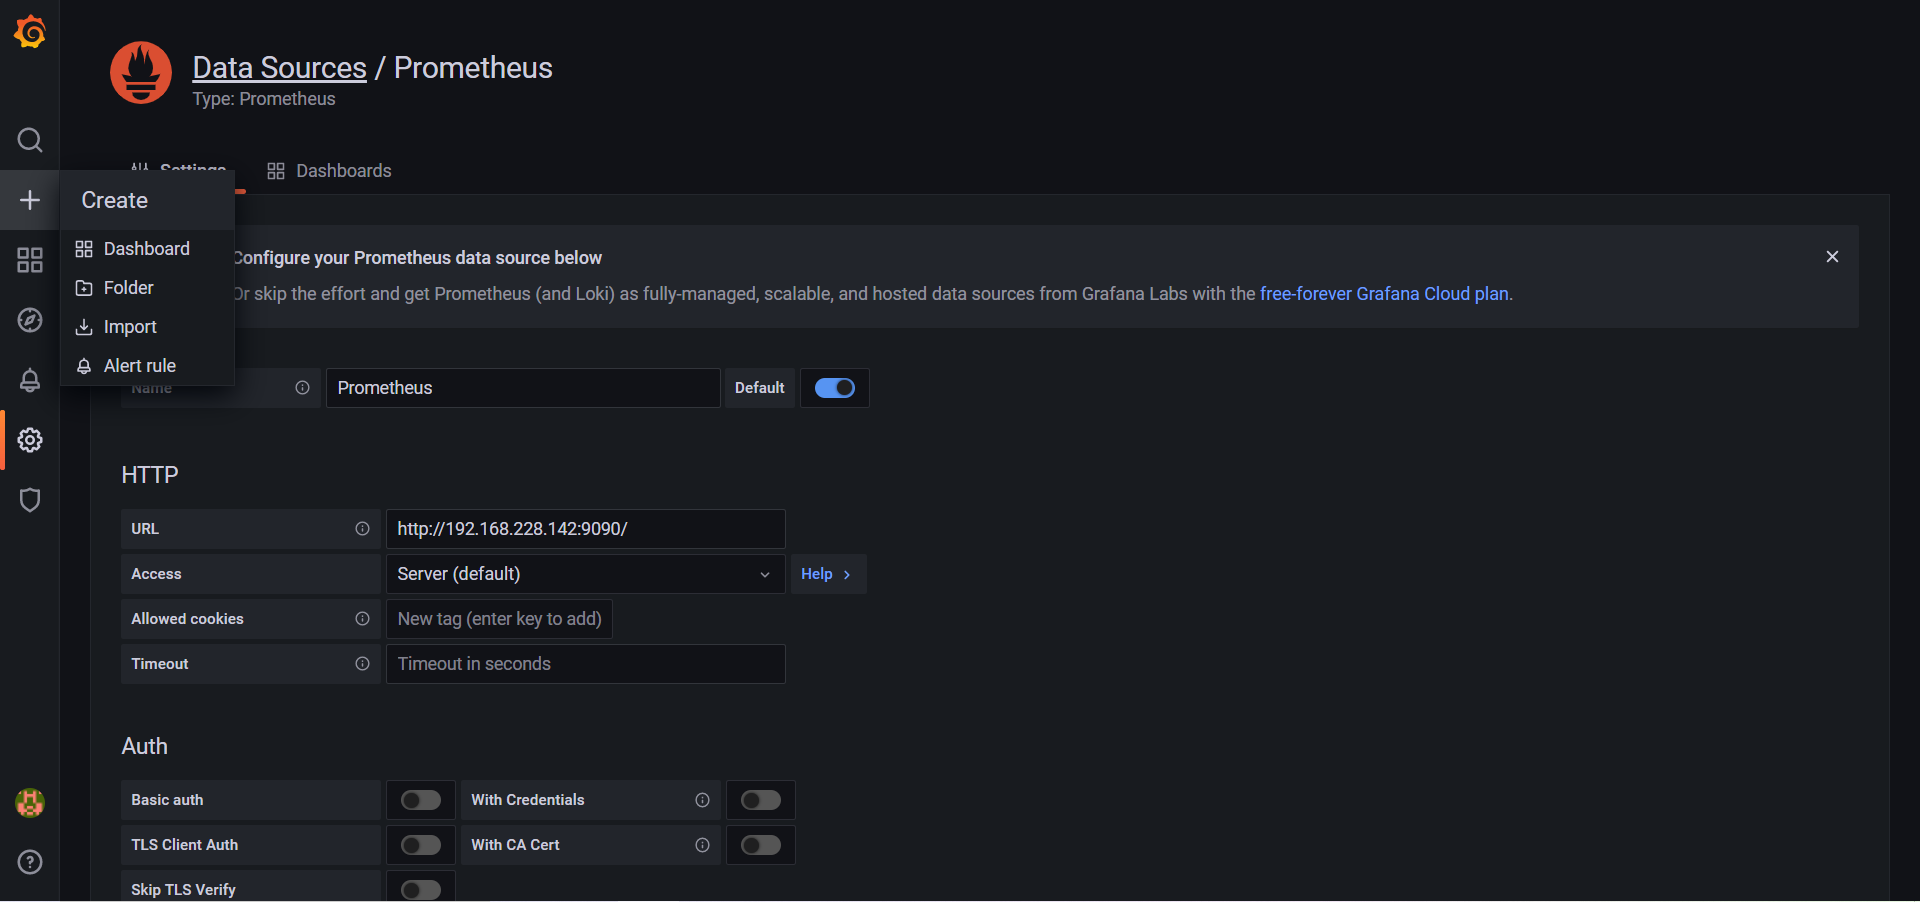 Data Sources / Prometheus
Type: Prometheus
Settings
Dashboards
Create
Dashboard
Folder
Import
Alert rule
Configure your Prometheus data source below
Or skip the effort and get Prometheus (and Loki) as fully-managed, scalable, and hosted data sources from Grafana Labs with the free-forever Grafana Cloud plan.
Name
Prometheus
Default
HTTP
URL
http://192.168.228.142:9090/
Access
Server (default)
Help
Allowed cookies
New tag (enter key to add)
Timeout
Timeout in seconds
Auth
Basic auth
With Credentials
TLS Client Auth
With CA Cert
Skip TLS Verify